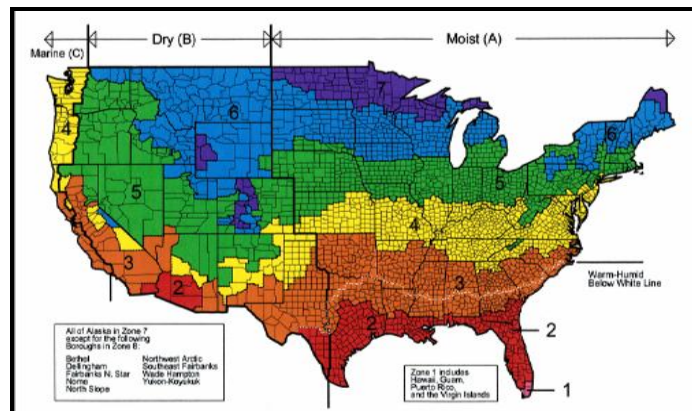 Marine (C)
Dry (B)
Moist (A)
7
6
6
4
5
5
4
3
3
2
2
Warm-Humid
Below White Line
2
1
All of Alaska in Zone 7
except for the following
Boroughs in Zone 8:
Bethel
Dellingham
Fairbanks N. Star
Nome
North Slope
Northwest Arctic
Southeast Fairbanks
Wade Hampton
Yukon-Koyukuk
Zone 1 includes
Hawaii, Guam,
Puerto Rico,
and the Virgin Islands